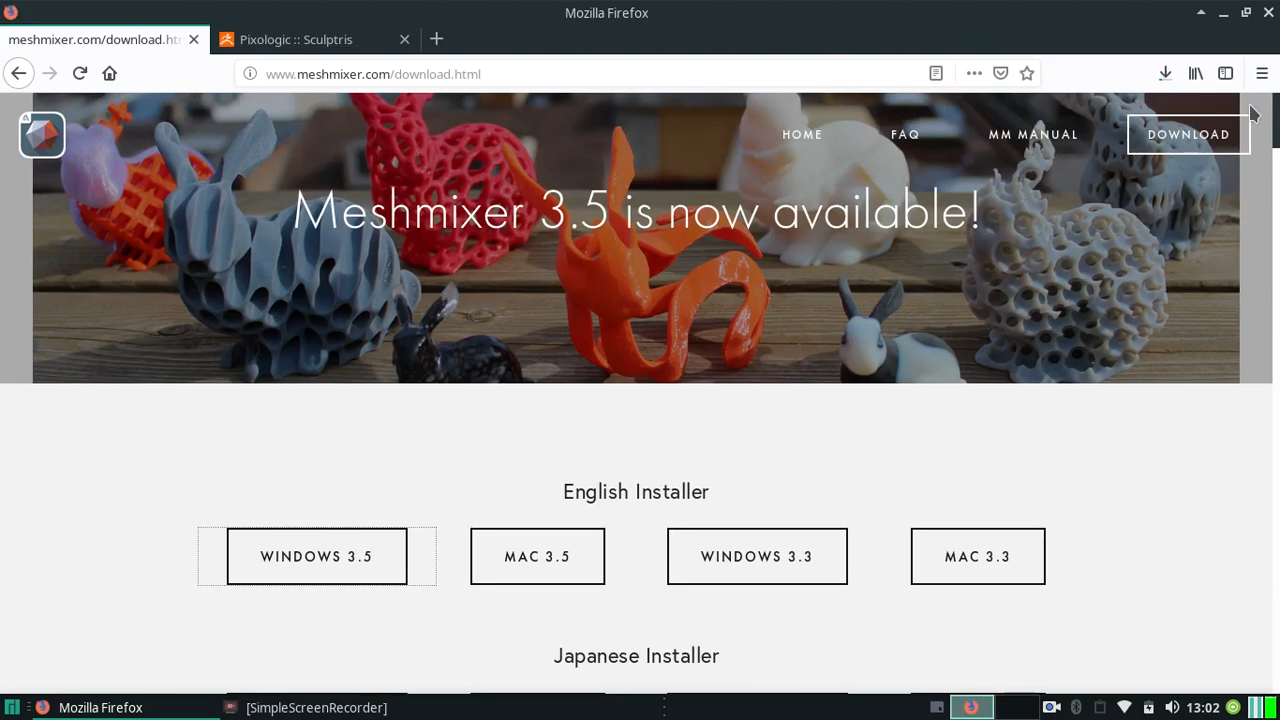 Mozilla Firefox
meshmixer.com/download.ht
Pixologic :: Sculptris
www.meshmixer.com/download.html
HOME
FAQ
MM MANUAL
DOWNLOAD
Meshmixer 3.5 is now available!
English Installer
WINDOWS 3.5
MAC 3.5
WINDOWS 3.3
MAC 3.3
Japanese Installer
Mozilla Firefox
[SimpleScreenRecorder]
13:02